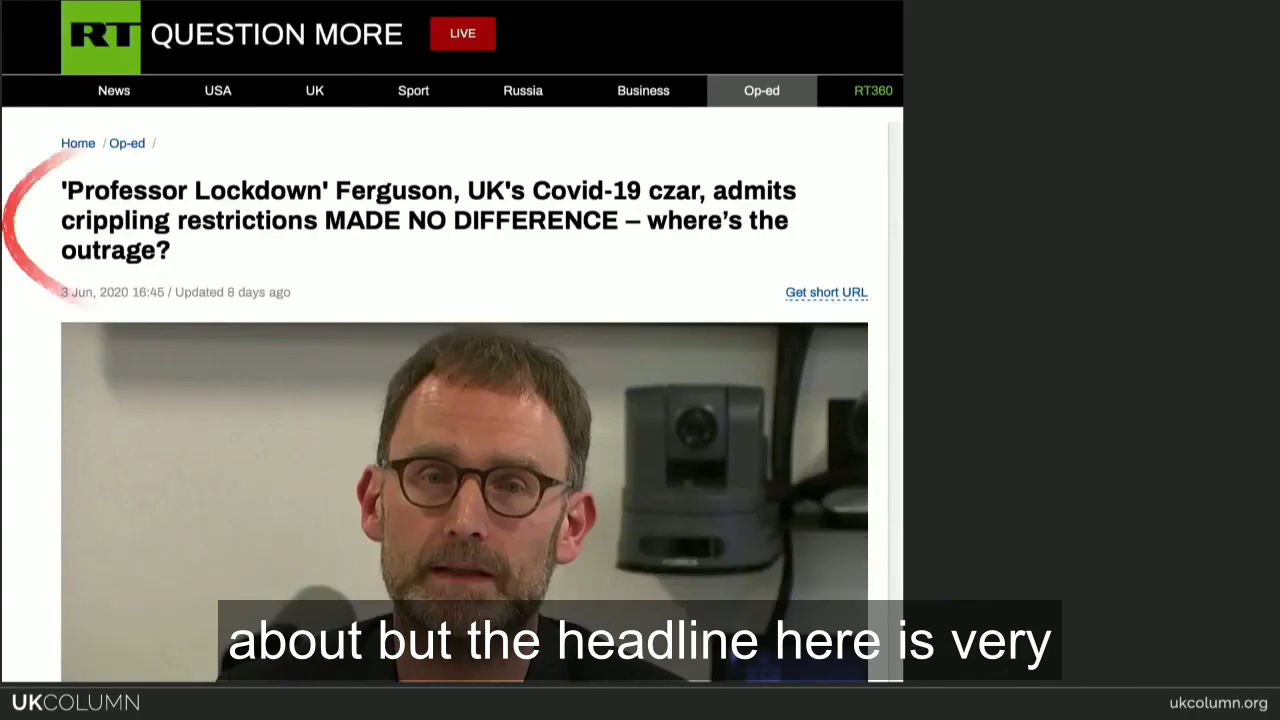 RT QUESTION MORE LIVE
News USA UK Sport Russia Business Op-ed RT360
Home / Op-ed /
'Professor Lockdown' Ferguson, UK's Covid-19 czar, admits
crippling restrictions MADE NO DIFFERENCE – where's the
outrage?
3 Jun, 2020 16:45 / Updated 8 days ago
Get short URL
about but the headline here is very
UKCOLUMN
ukcolumn.org